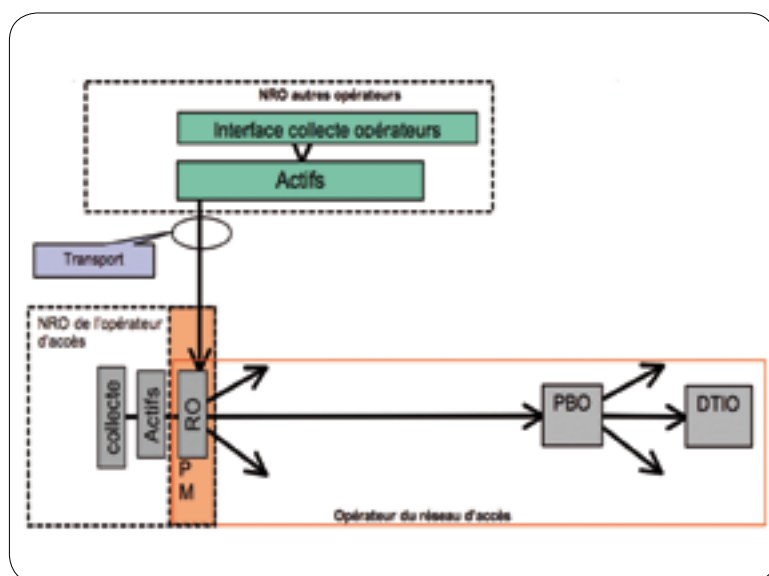 NRO autres opérateurs
Interface collecte opérateurs
Actifs
Transport
NRO de l'opérateur
d'accès
collecte
Actifs
RO
P
M
PBO
DTIO
Opérateur du réseau d'accès